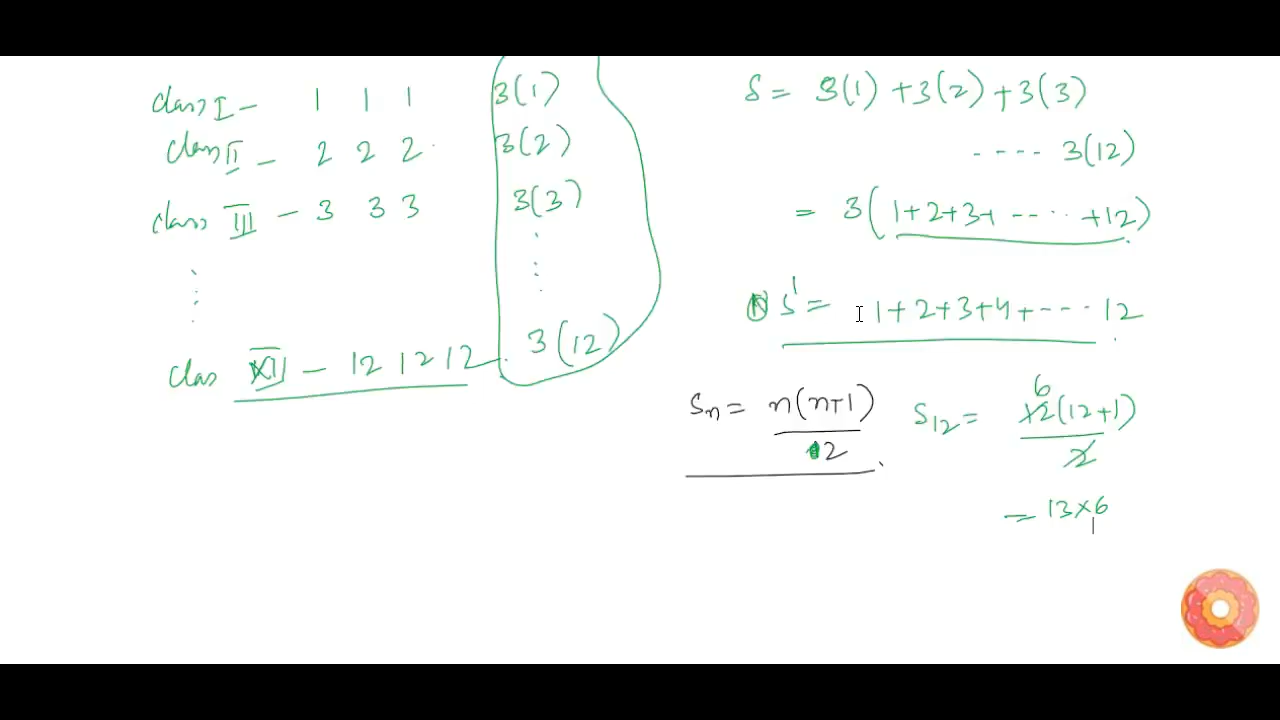 class I - 1 1 1 3(1)
class II - 2 2 2 3(2)
class III - 3 3 3 3(3)
clas XII - 12 12 12 3(12)
S = 3(1) + 3(2) + 3(3)
---- 3(12)
= 3(1+2+3+ ----- +12)
S' = 1+2+3+4+---12
Sn = n(n+1)
2
S12 = 12(12+1)
6
2
= 13×6